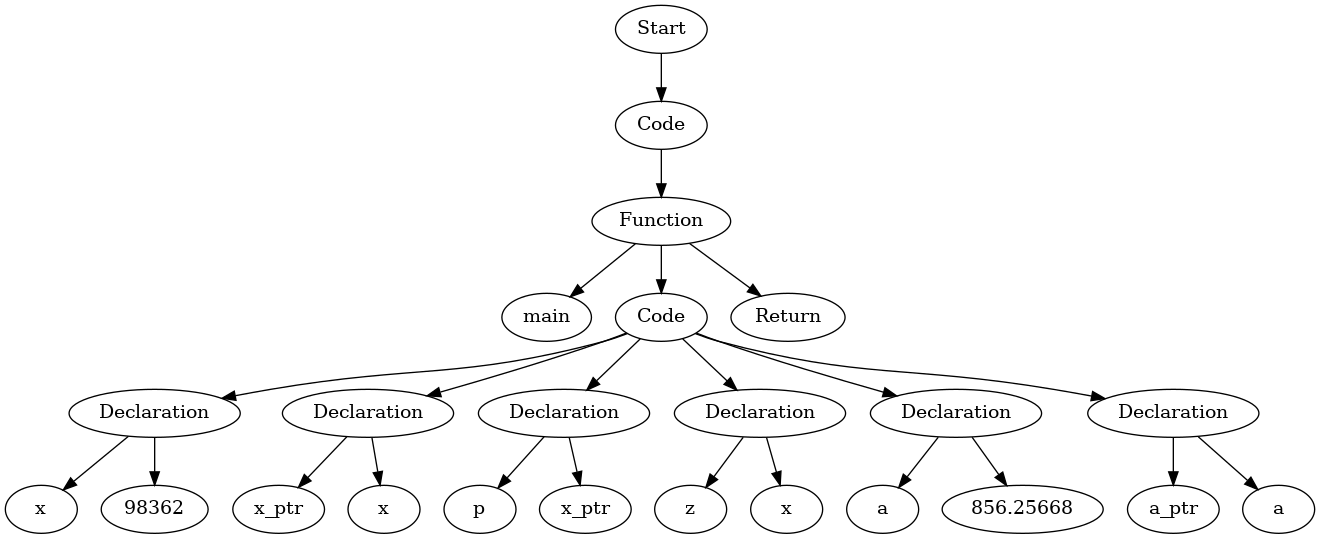 Start
Code
Function
main Code Return
Declaration Declaration Declaration Declaration Declaration Declaration
x 98362 x_ptr x p x_ptr z x a 856.25668 a_ptr a